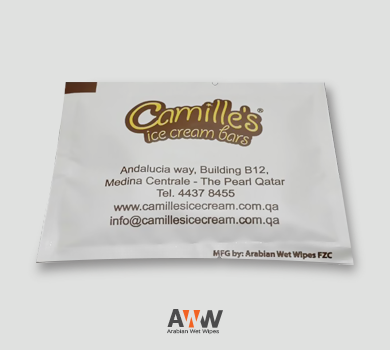 Camille's®
ice cream bars
Andalucia way, Building B12,
Medina Centrale - The Pearl Qatar
Tel. 4437 8455
www.camillesicecream.com.qa
info@camillesicecream.com.qa
MFG by: Arabian Wet Wipes FZC
AWW
Arabian Wet Wipes